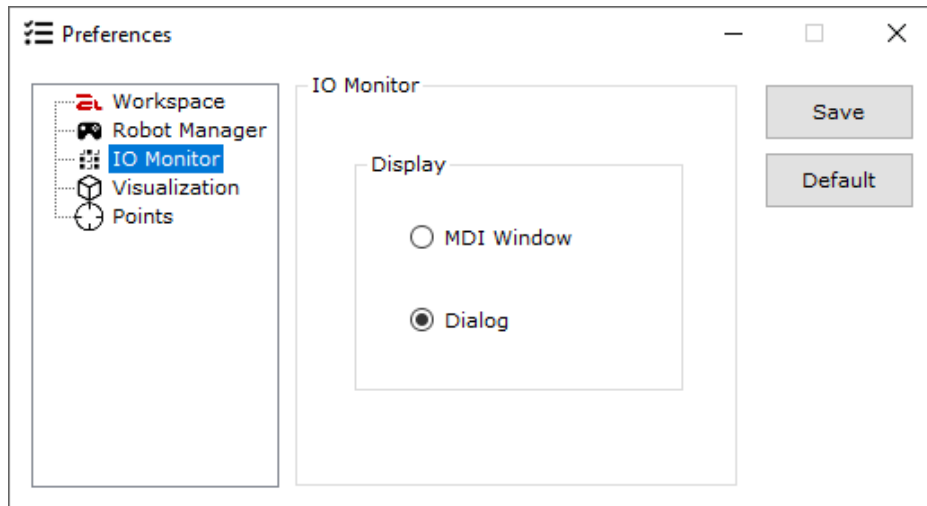 Preferences
Workspace
Robot Manager
IO Monitor
Visualization
Points
IO Monitor
Display
MDI Window
Dialog
Save
Default